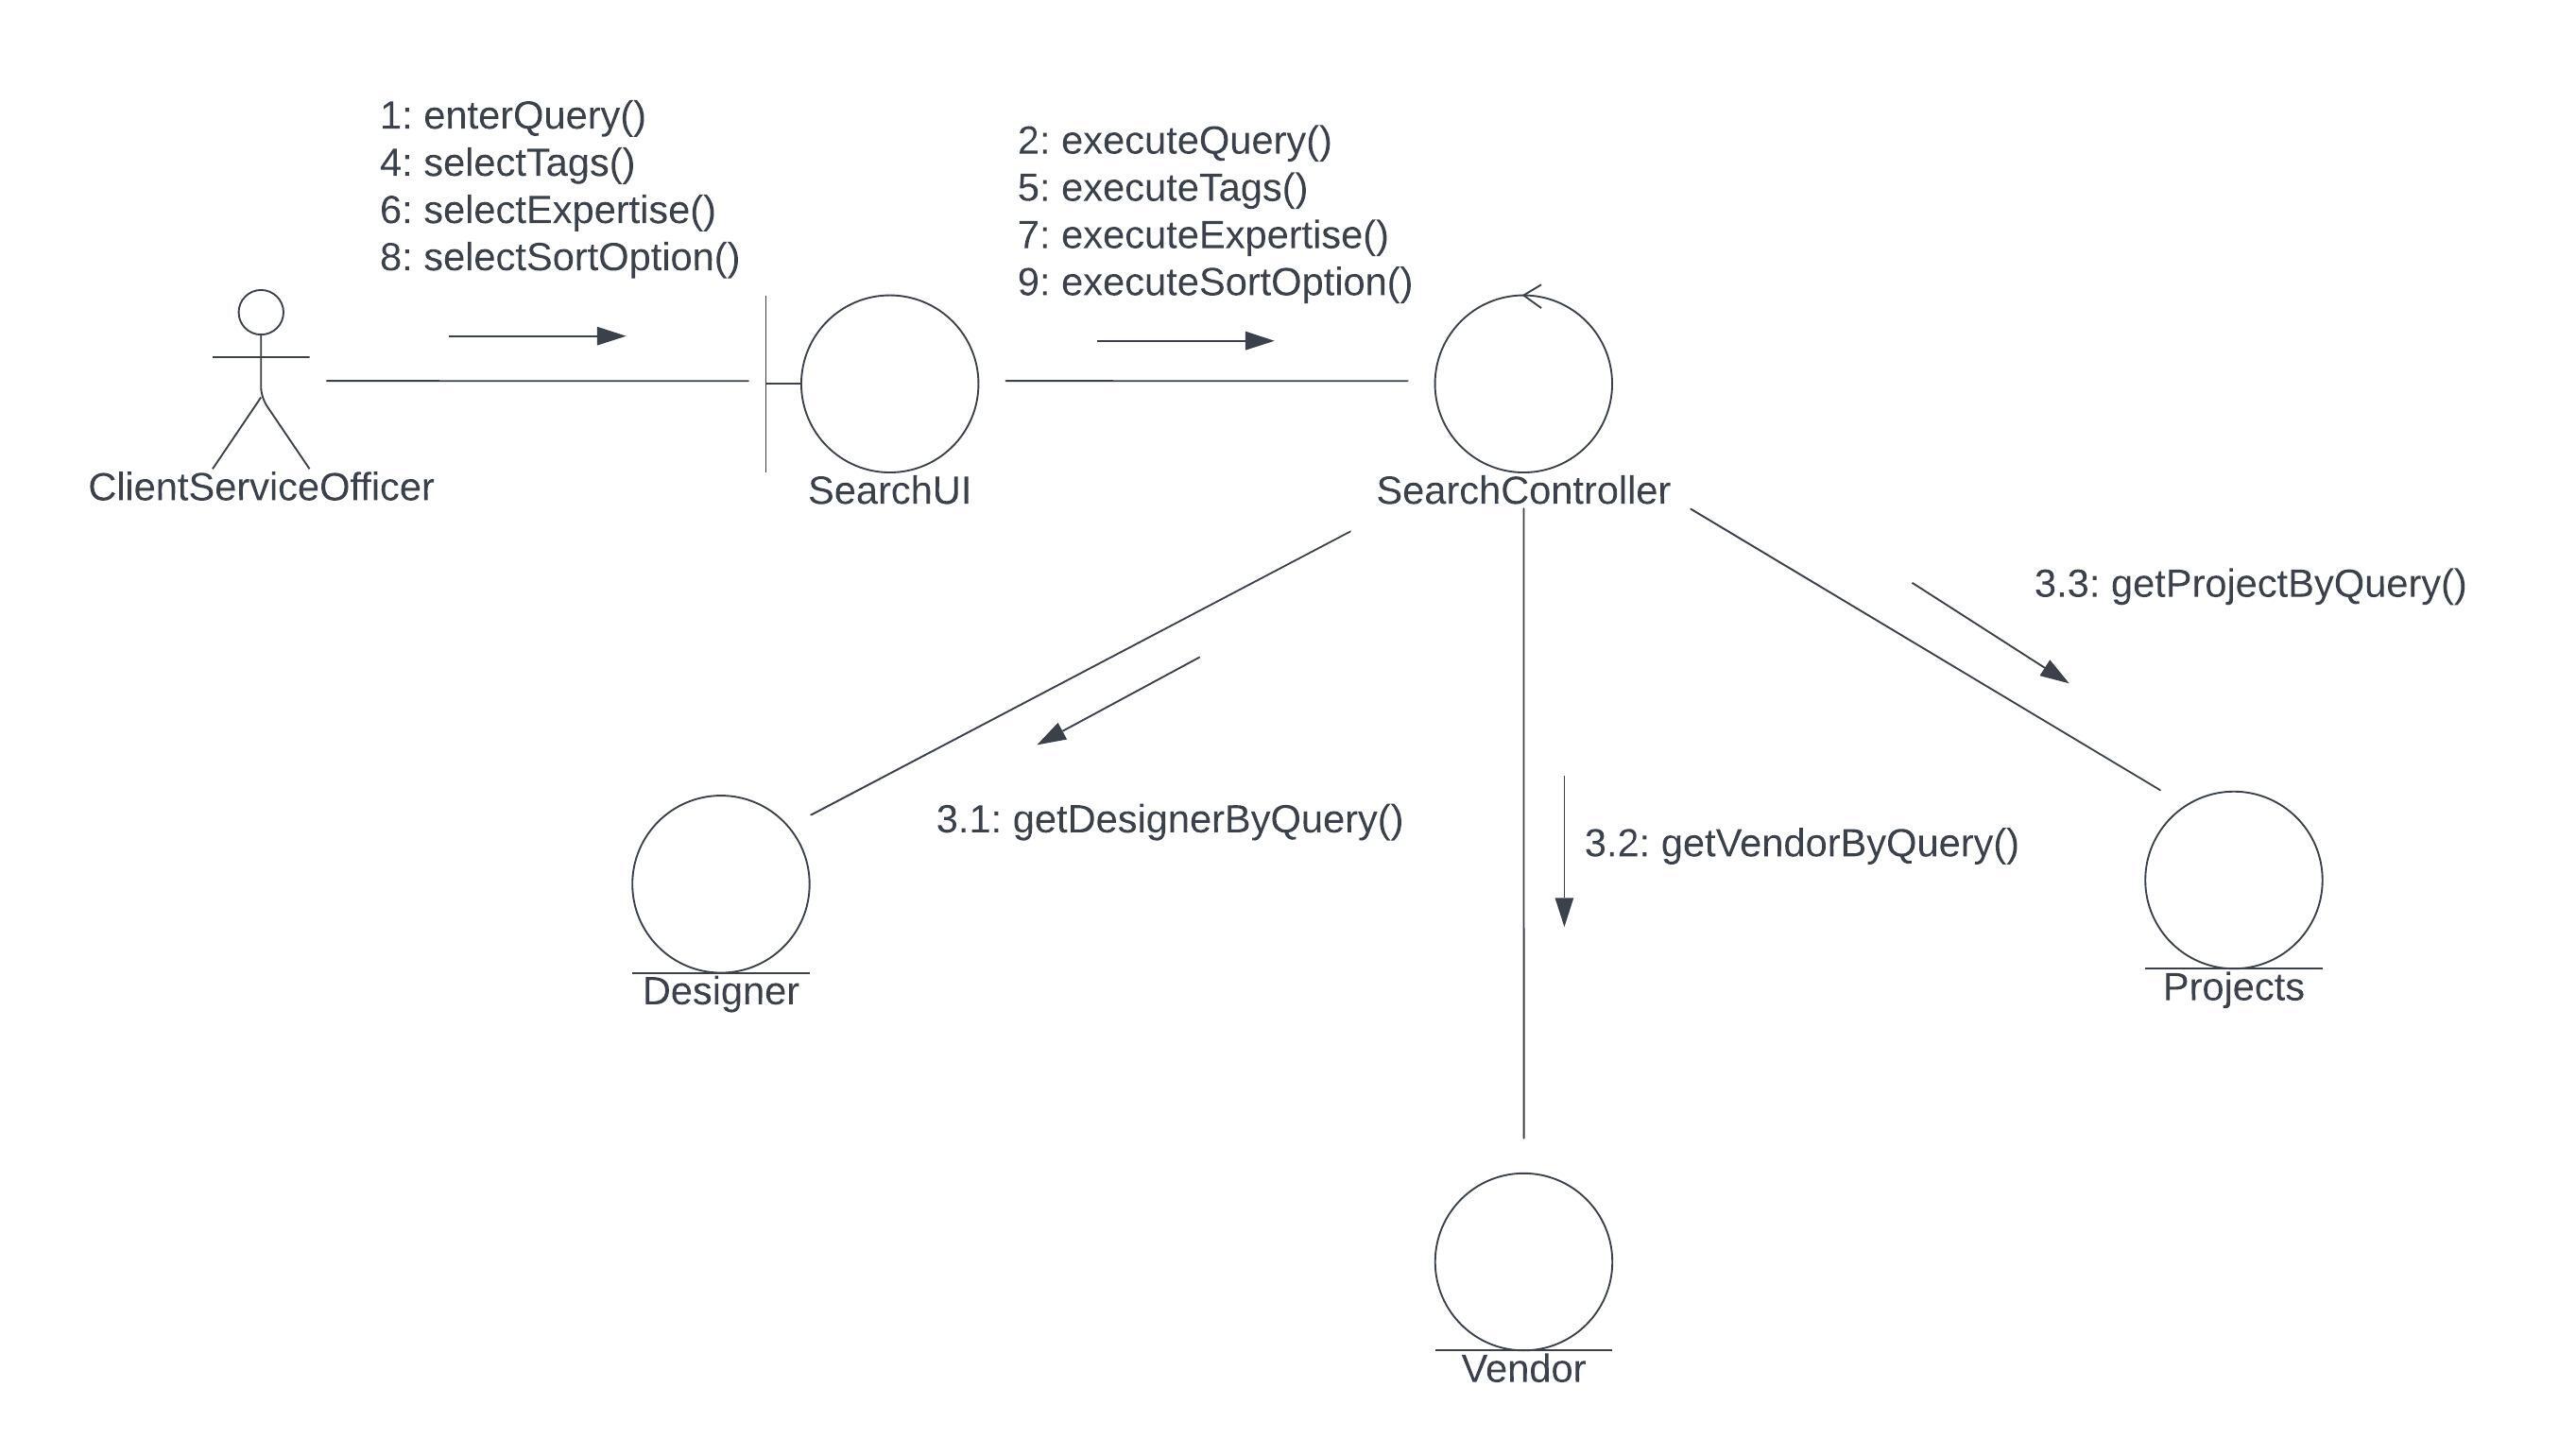 1: enterQuery()
4: selectTags()
6: selectExpertise()
8: selectSortOption()
2: executeQuery()
5: executeTags()
7: executeExpertise()
9: executeSortOption()
ClientServiceOfficer
SearchUI
SearchController
3.3: getProjectByQuery()
3.1: getDesignerByQuery()
3.2: getVendorByQuery()
Designer
Projects
Vendor